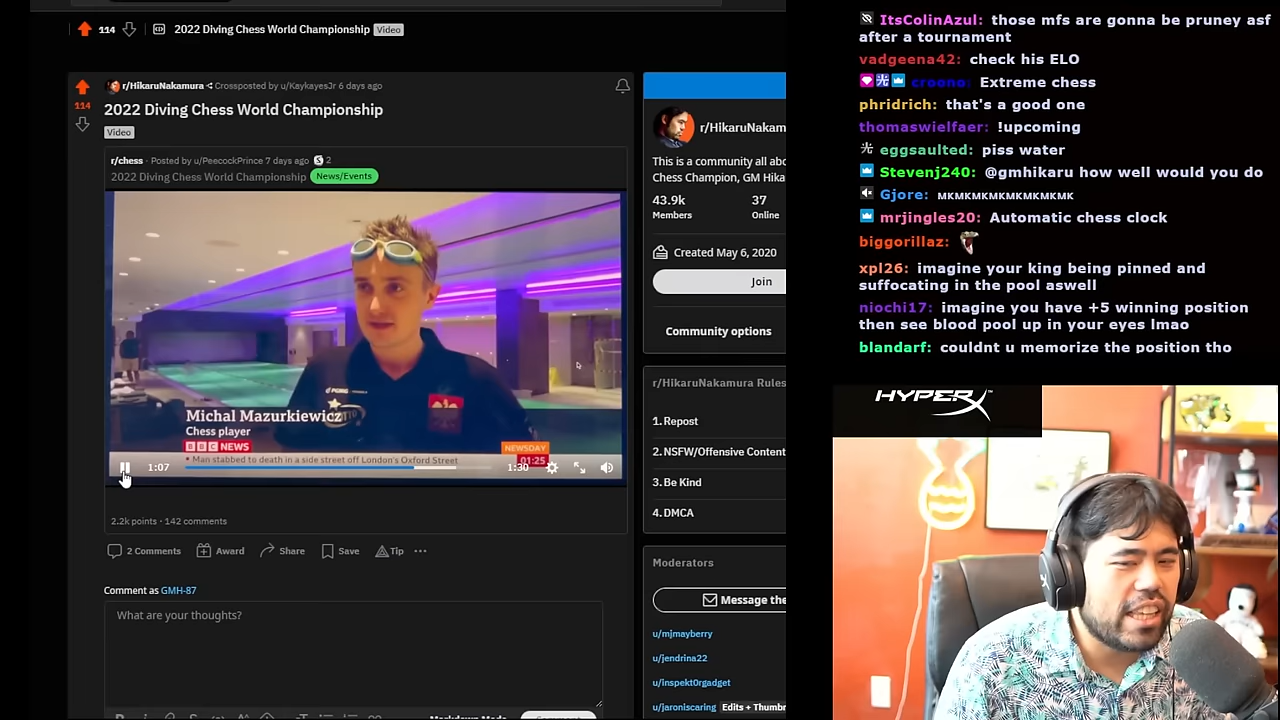 114
2022 Diving Chess World Championship Video
r/HikaruNakamura Crossposted by u/KaykayesJr 6 days ago
114
2022 Diving Chess World Championship
Video
r/chess · Posted by u/PeecockPrince 7 days ago S 2
2022 Diving Chess World Championship News/Events
Michal Mazurkiewicz
Chess player
BBC NEWS
NEWSDAY
• Man stabbed to death in a side street off London's Oxford Street
01:25
1:07
1:30
2.2k points · 142 comments
2 Comments
Award
Share
Save
Tip
Comment as GMH-87
What are your thoughts?
Markdown Mode
r/HikaruNakam
This is a community all abo
Chess Champion, GM Hika
43.9k
37
Members
Online
Created May 6, 2020
Join
Community options
r/HikaruNakamura Rules
1. Repost
2. NSFW/Offensive Content
3. Be Kind
4. DMCA
Moderators
Message the
u/mjmayberry
u/jendrina22
u/inspekt0rgadget
u/jaroniscaring Edits + Thumbn
ItsColinAzul: those mfs are gonna be pruney asf
after a tournament
vadgeena42: check his ELO
croono: Extreme chess
phridrich: that's a good one
thomaswielfaer: !upcoming
eggsaulted: piss water
Stevenj240: @gmhikaru how well would you do
Gjore: мкмкмкмкмкмкмкмк
mrjingles20: Automatic chess clock
biggorillaz:
xpl26: imagine your king being pinned and
suffocating in the pool aswell
niochi17: imagine you have +5 winning position
then see blood pool up in your eyes lmao
blandarf: couldnt u memorize the position tho
HYPERX